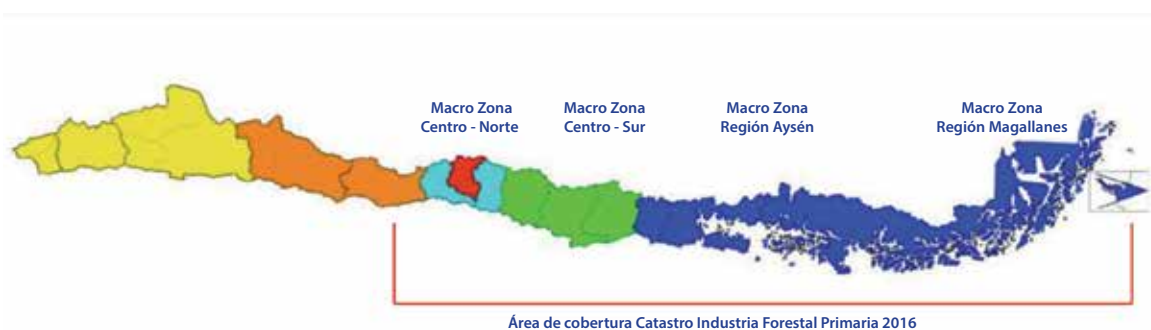 Macro Zona
Centro - Norte
Macro Zona
Centro - Sur
Macro Zona
Región Aysén
Macro Zona
Región Magallanes
Área de cobertura Catastro Industria Forestal Primaria 2016